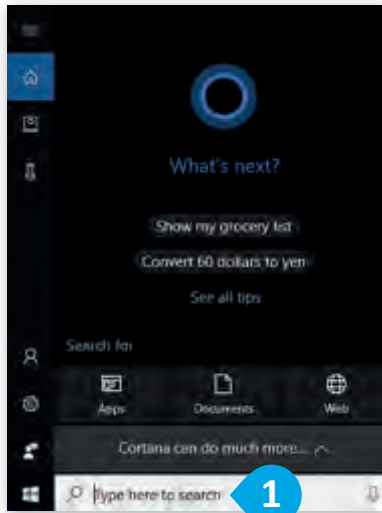 What's next?
Show my grocery list
Convert 60 dollars to yen
See all tips
Search for
Apps Documents Web
Cortana can do much more...
Type here to search 1